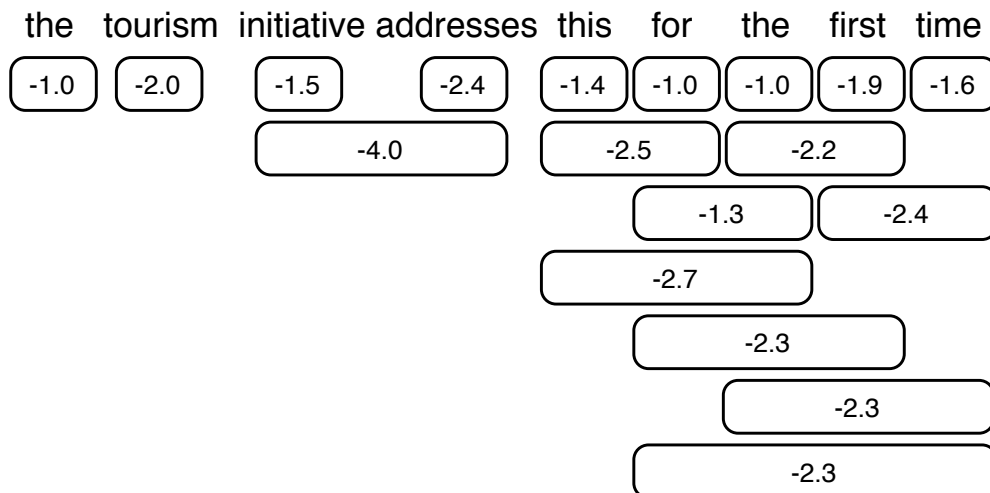 the tourism initiative addresses this for the first time
-1.0 -2.0 -1.5 -2.4 -1.4 -1.0 -1.0 -1.9 -1.6
-4.0 -2.5 -2.2
-1.3 -2.4
-2.7
-2.3
-2.3
-2.3